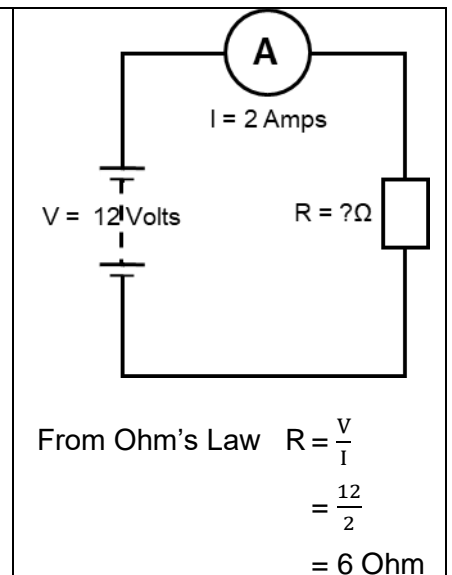 A
I = 2 Amps
V = 12 Volts
R = ?Ω
From Ohm's Law R = V/I
= 12/2
= 6 Ohm